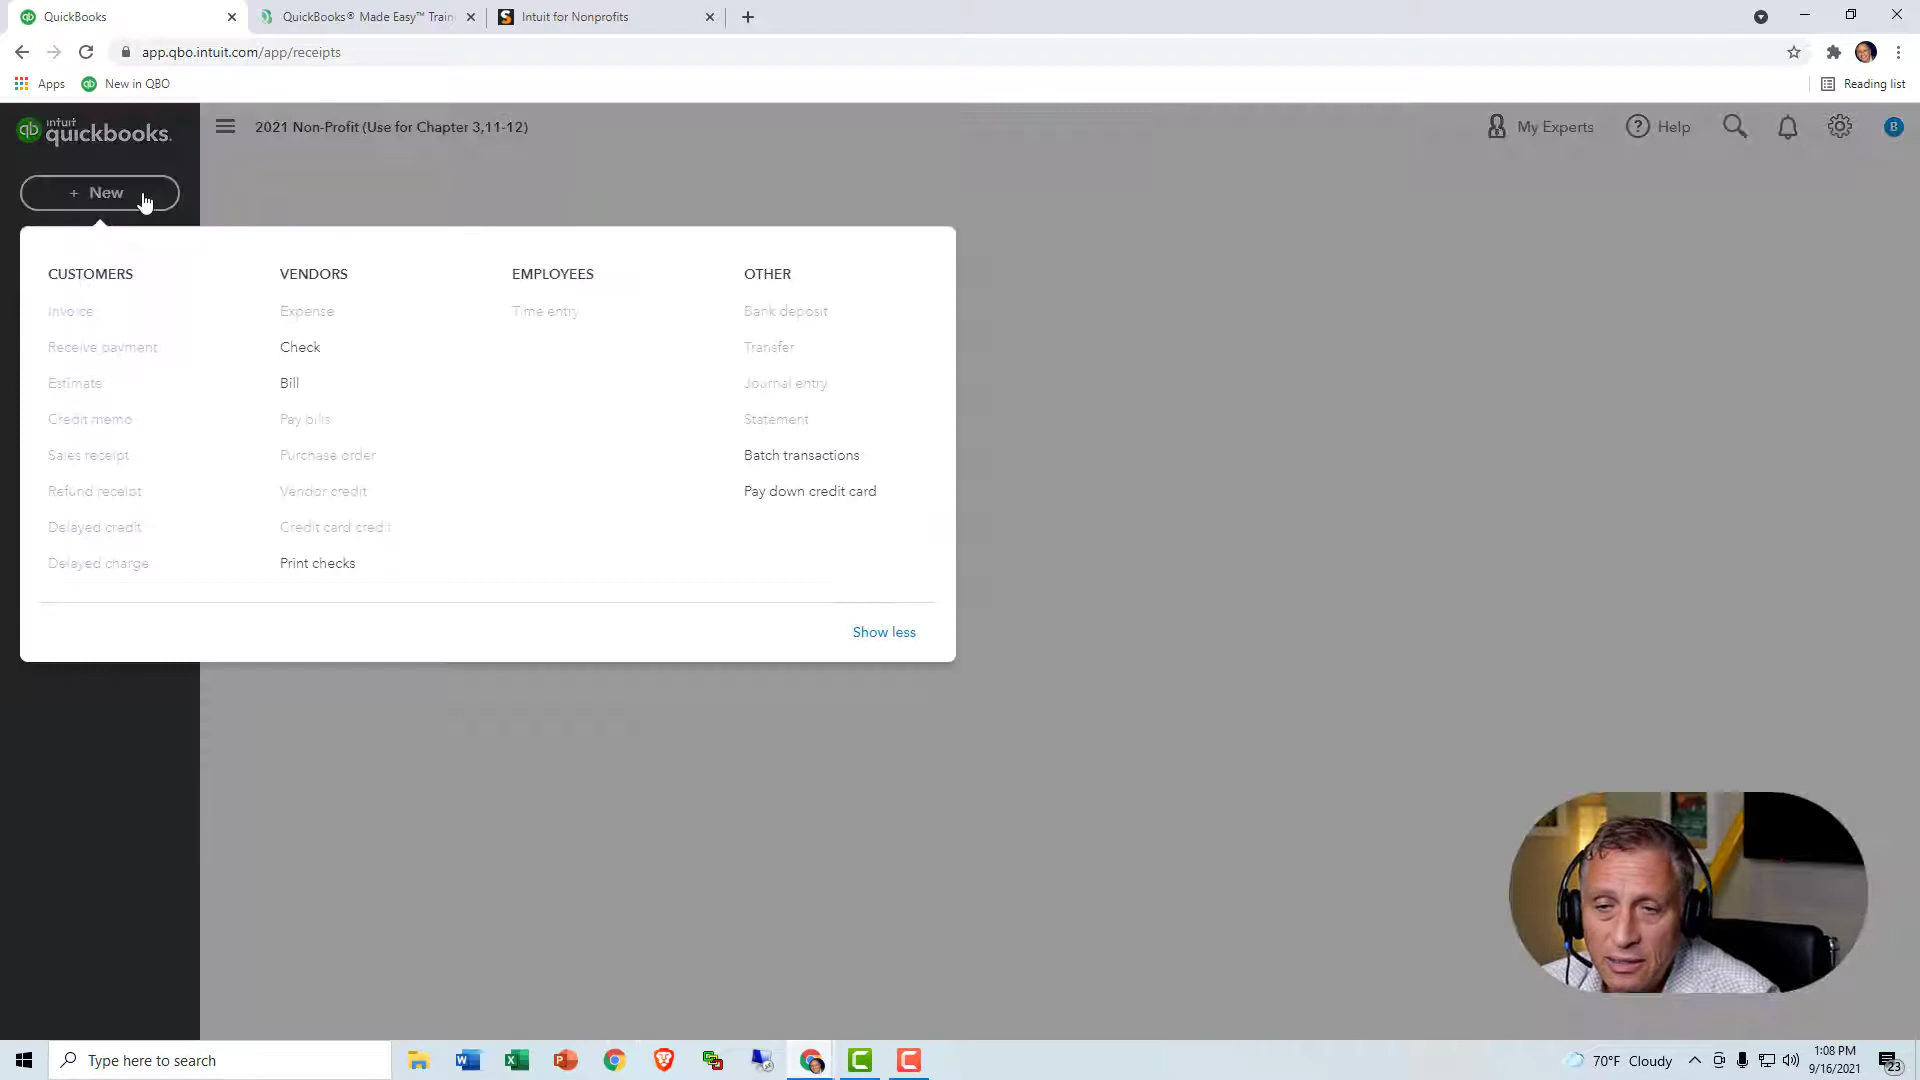 QuickBooks
QuickBooks® Made Easy™ Train
Intuit for Nonprofits
app.qbo.intuit.com/app/receipts
Apps
New in QBO
Reading list
intuit
quickbooks.
2021 Non-Profit (Use for Chapter 3,11-12)
My Experts
Help
B
+ New
CUSTOMERS
Invoice
Receive payment
Estimate
Credit memo
Sales receipt
Refund receipt
Delayed credit
Delayed charge
VENDORS
Expense
Check
Bill
Pay bills
Purchase order
Vendor credit
Credit card credit
Print checks
EMPLOYEES
Time entry
OTHER
Bank deposit
Transfer
Journal entry
Statement
Batch transactions
Pay down credit card
Show less
Type here to search
70°F Cloudy
1:08 PM
9/16/2021
23